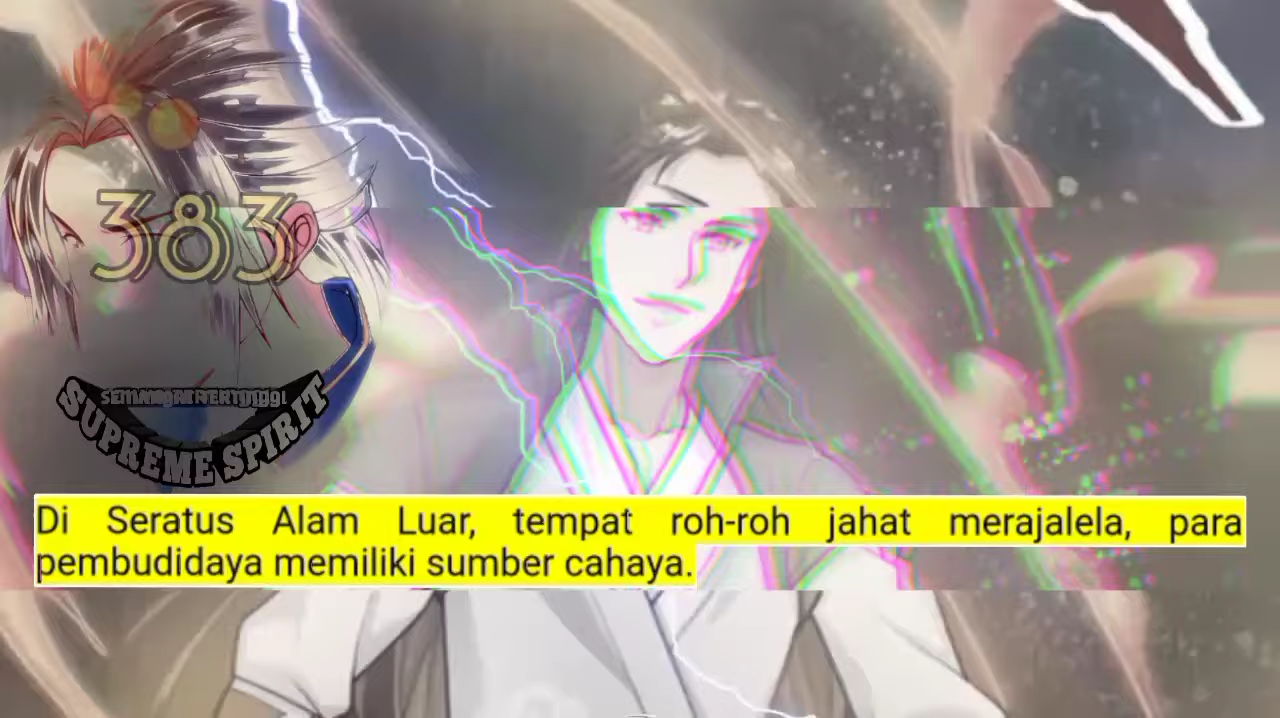 383
SUPREME SPIRIT
Di Seratus Alam Luar, tempat roh-roh jahat merajalela, para
pembudidaya memiliki sumber cahaya.